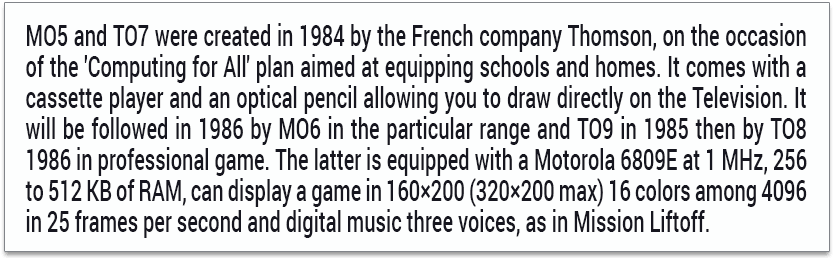 MO5 and TO7 were created in 1984 by the French company Thomson, on the occasion
of the 'Computing for All' plan aimed at equipping schools and homes. It comes with a
cassette player and an optical pencil allowing you to draw directly on the Television. It
will be followed in 1986 by MO6 in the particular range and TO9 in 1985 then by TO8
1986 in professional game. The latter is equipped with a Motorola 6809E at 1 MHz, 256
to 512 KB of RAM, can display a game in 160×200 (320×200 max) 16 colors among 4096
in 25 frames per second and digital music three voices, as in Mission Liftoff.